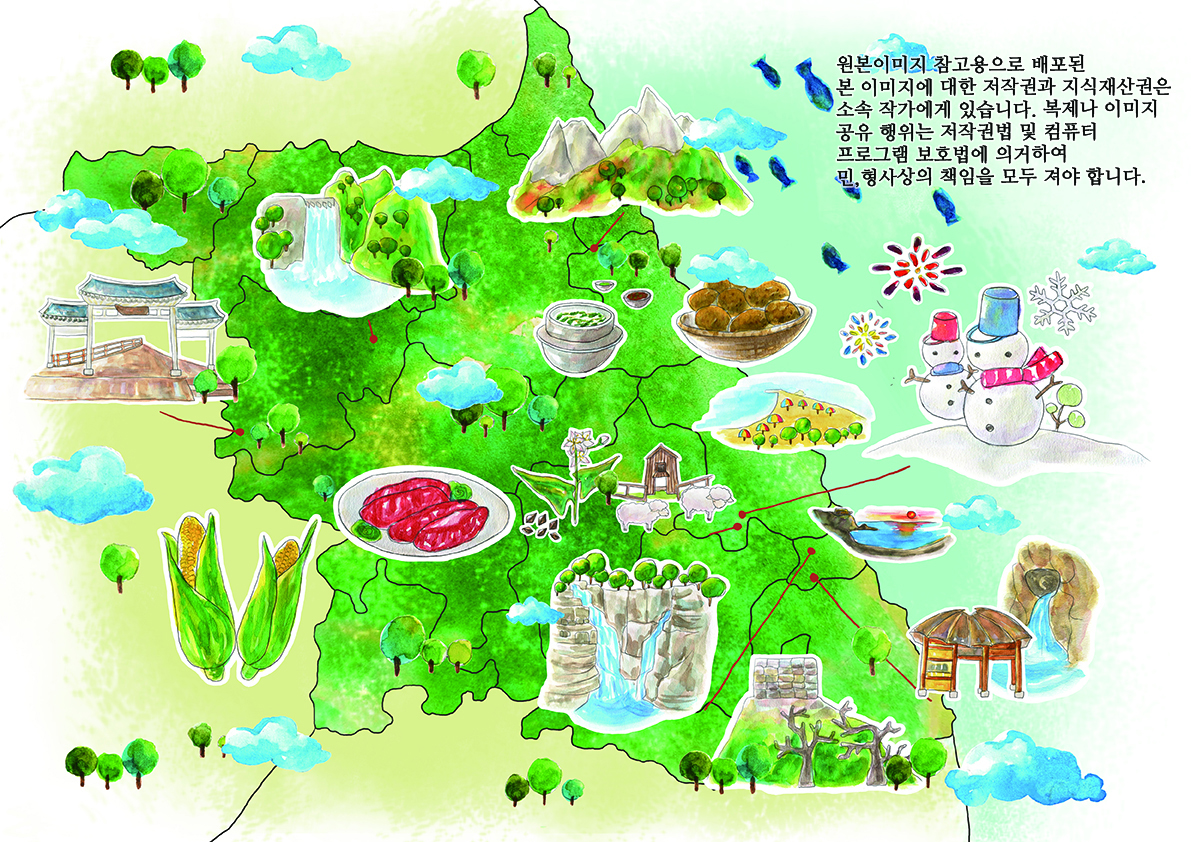 원본이미지 참고용으로 배포된
본 이미지에 대한 저작권과 지식재산권은
소속 작가에게 있습니다. 복제나 이미지
공유 행위는 저작권법 및 컴퓨터
프로그램 보호법에 의거하여
민,형사상의 책임을 모두 져야 합니다.